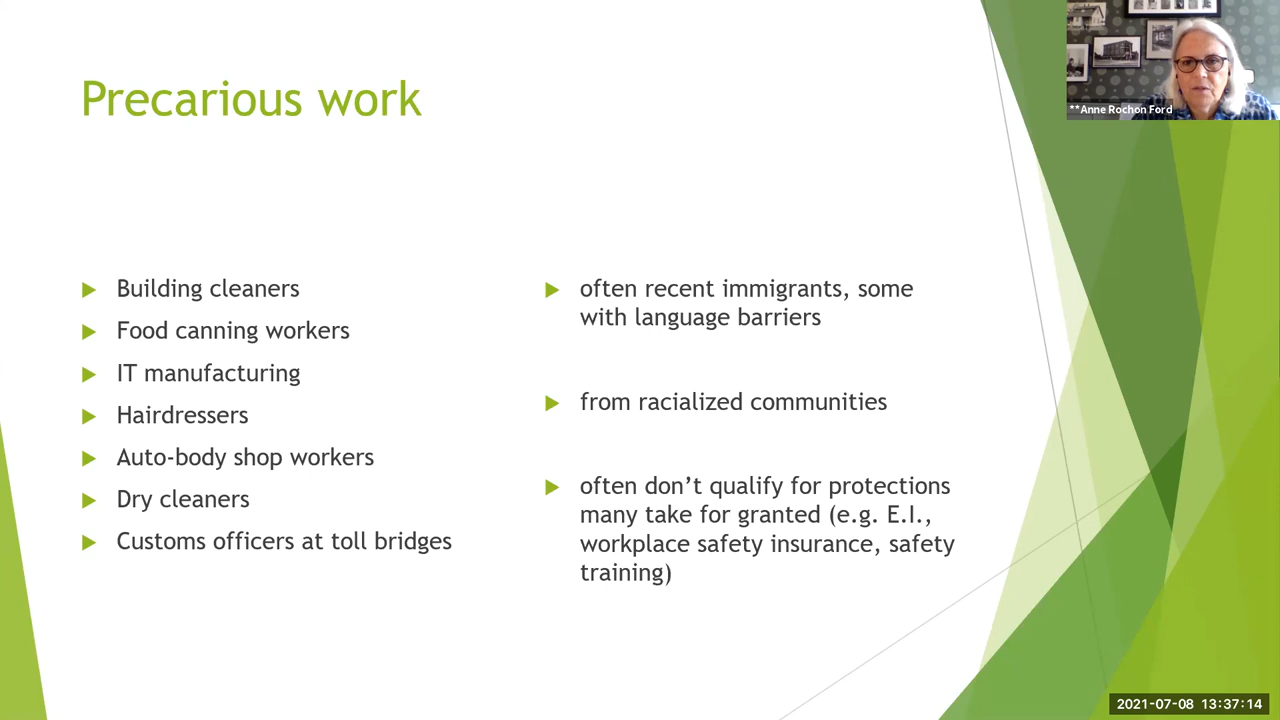 Precarious work
**Anne Rochon Ford
Building cleaners
Food canning workers
IT manufacturing
Hairdressers
Auto-body shop workers
Dry cleaners
Customs officers at toll bridges
often recent immigrants, some
with language barriers
from racialized communities
often don’t qualify for protections
many take for granted (e.g. E.I.,
workplace safety insurance, safety
training)
2021-07-08 13:37:14